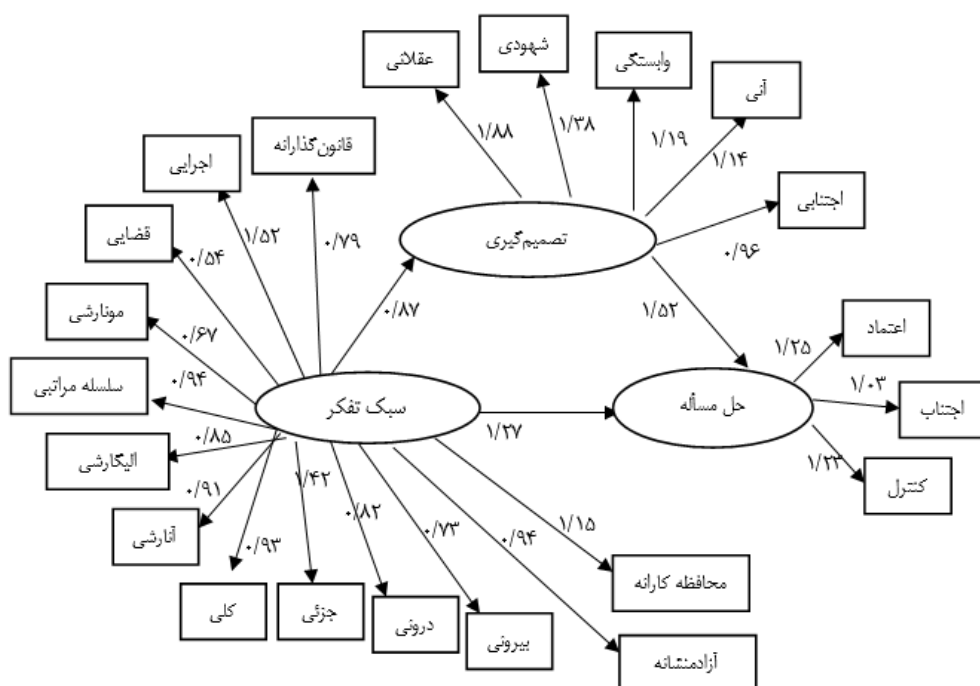 شهودی
وابستگی
عقلائی
آنی
۱/۸۸
۱/۳۸
۱/۱۹
۱/۱۴
قانون‌گذارانه
اجرایی
اجتنابی
قضایی
تصمیم‌گیری
۰/۹۶
۱/۵۲
۰/۷۹
۰/۵۴
مونارشی
۰/۸۷
۱/۵۲
اعتماد
۰/۶۷
۱/۲۵
سلسله مراتبی
۰/۹۴
سبک تفکر
حل مسأله
۱/۰۳
اجتناب
۱/۲۷
۰/۸۵
الیگارشی
۱/۲۳
کنترل
۰/۹۱
۱/۴۲
۰/۸۲
۰/۷۳
۰/۹۴
۱/۱۵
آنارشی
۰/۹۳
محافظه کارانه
کلی
جزئی
درونی
بیرونی
آزادمنشانه